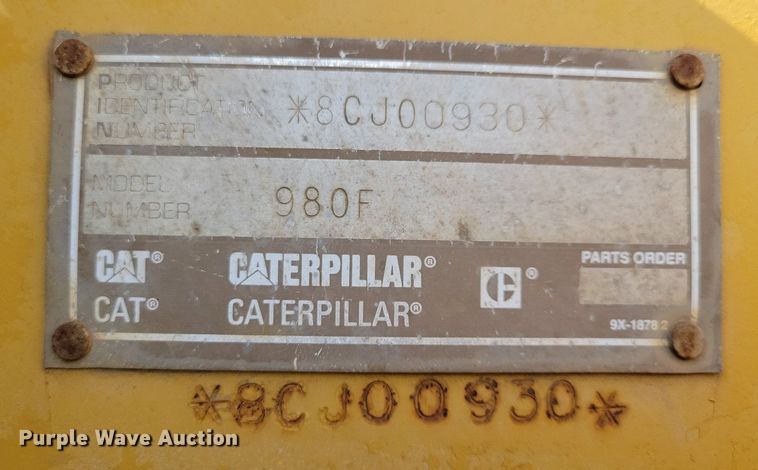 PRODUCT
IDENTIFICATION
NUMBER
*8CJ00930*
MODEL
NUMBER
980F
CAT® CATERPILLAR® C®
CAT® CATERPILLAR®
PARTS ORDER
9X-1878 2
*8CJ00930*
Purple Wave Auction